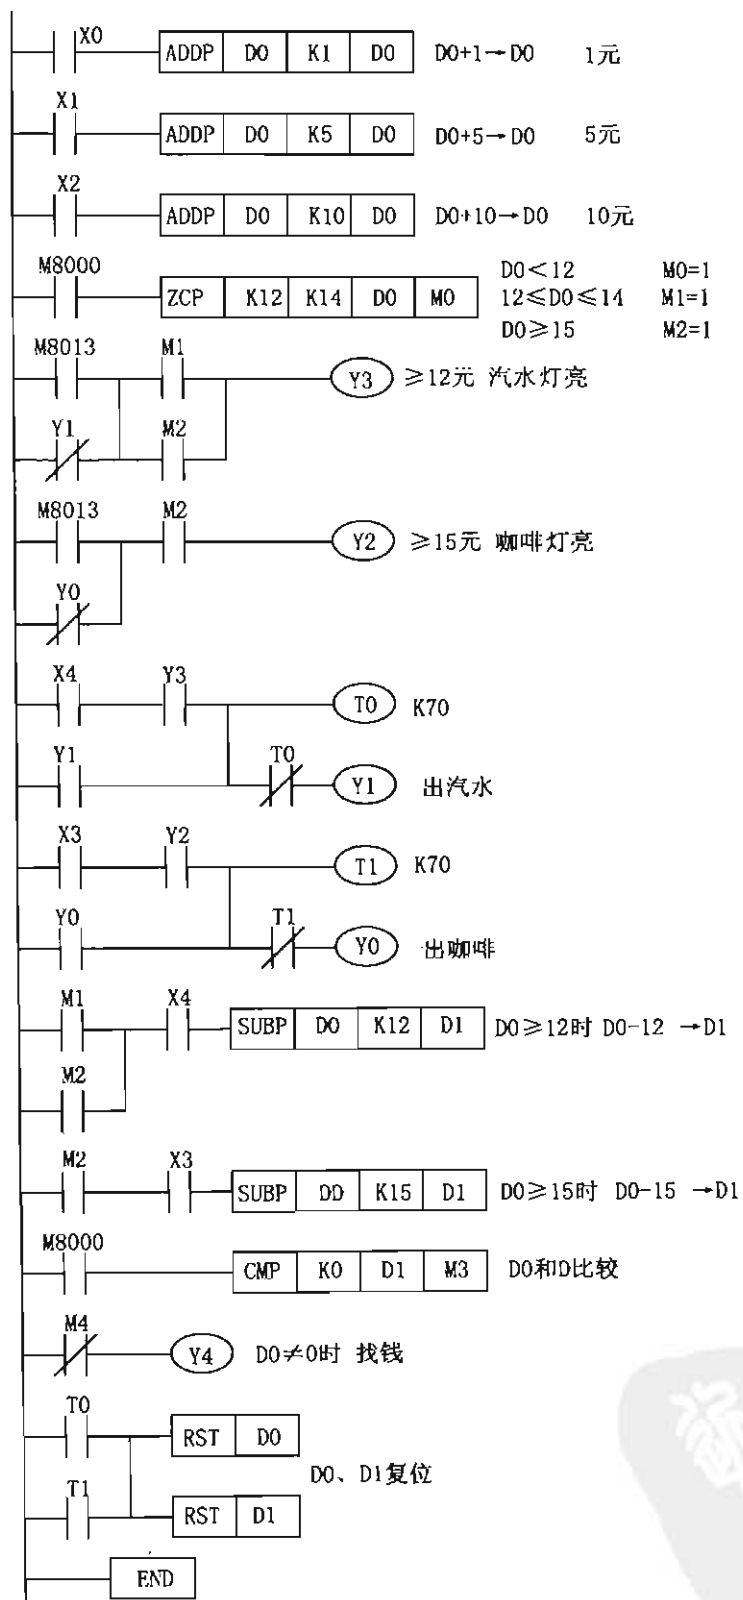 X0
ADDP D0 K1 D0 D0+1→D0 1元
X1
ADDP D0 K5 D0 D0+5→D0 5元
X2
ADDP D0 K10 D0 D0+10→D0 10元
M8000
ZCP K12 K14 D0 M0
D0<12 M0=1
12≤D0≤14 M1=1
D0≥15 M2=1
M8013 M1
Y3 ≥12元 汽水灯亮
Y1 M2
M8013 M2
Y2 ≥15元 咖啡灯亮
Y0
X4 Y3
T0 K70
Y1 T0
Y1 出汽水
X3 Y2
T1 K70
Y0 T1
Y0 出咖啡
M1 X4
SUBP D0 K12 D1 D0≥12时 D0-12 →D1
M2
M2 X3
SUBP D0 K15 D1 D0≥15时 D0-15 →D1
M8000
CMP K0 D1 M3 D0和D比较
M4
Y4 D0≠0时 找钱
T0
RST D0
D0、D1复位
T1
RST D1
END